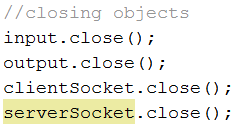 //closing objects
input.close();
output.close();
clientSocket.close();
serverSocket.close();